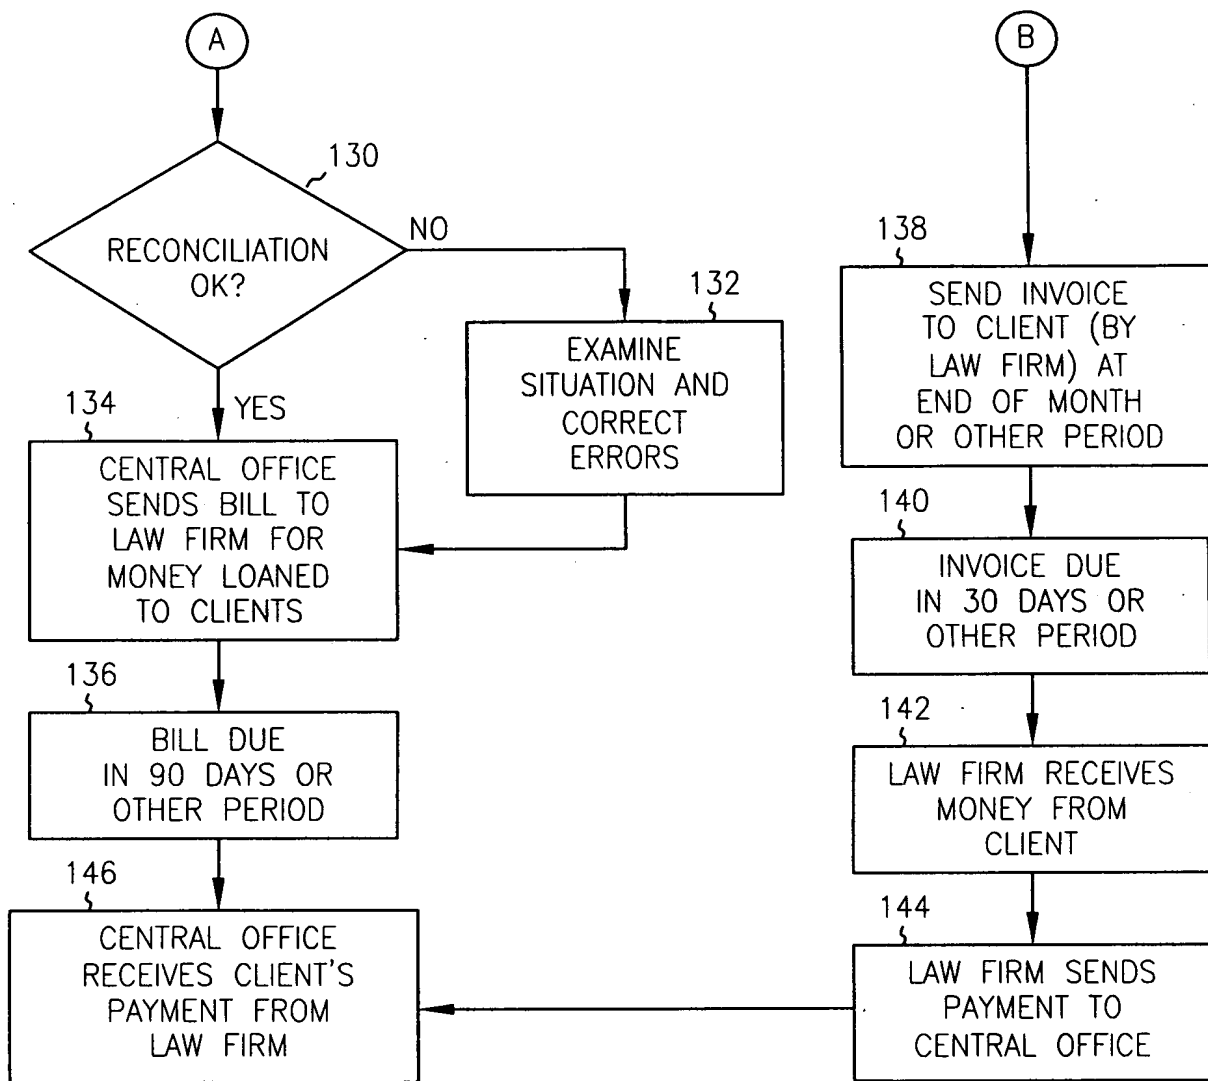 A
130
RECONCILIATION
OK?
NO
YES
132
EXAMINE
SITUATION AND
CORRECT
ERRORS
134
CENTRAL OFFICE
SENDS BILL TO
LAW FIRM FOR
MONEY LOANED
TO CLIENTS
136
BILL DUE
IN 90 DAYS OR
OTHER PERIOD
146
CENTRAL OFFICE
RECEIVES CLIENT'S
PAYMENT FROM
LAW FIRM
B
138
SEND INVOICE
TO CLIENT (BY
LAW FIRM) AT
END OF MONTH
OR OTHER PERIOD
140
INVOICE DUE
IN 30 DAYS OR
OTHER PERIOD
142
LAW FIRM RECEIVES
MONEY FROM
CLIENT
144
LAW FIRM SENDS
PAYMENT TO
CENTRAL OFFICE